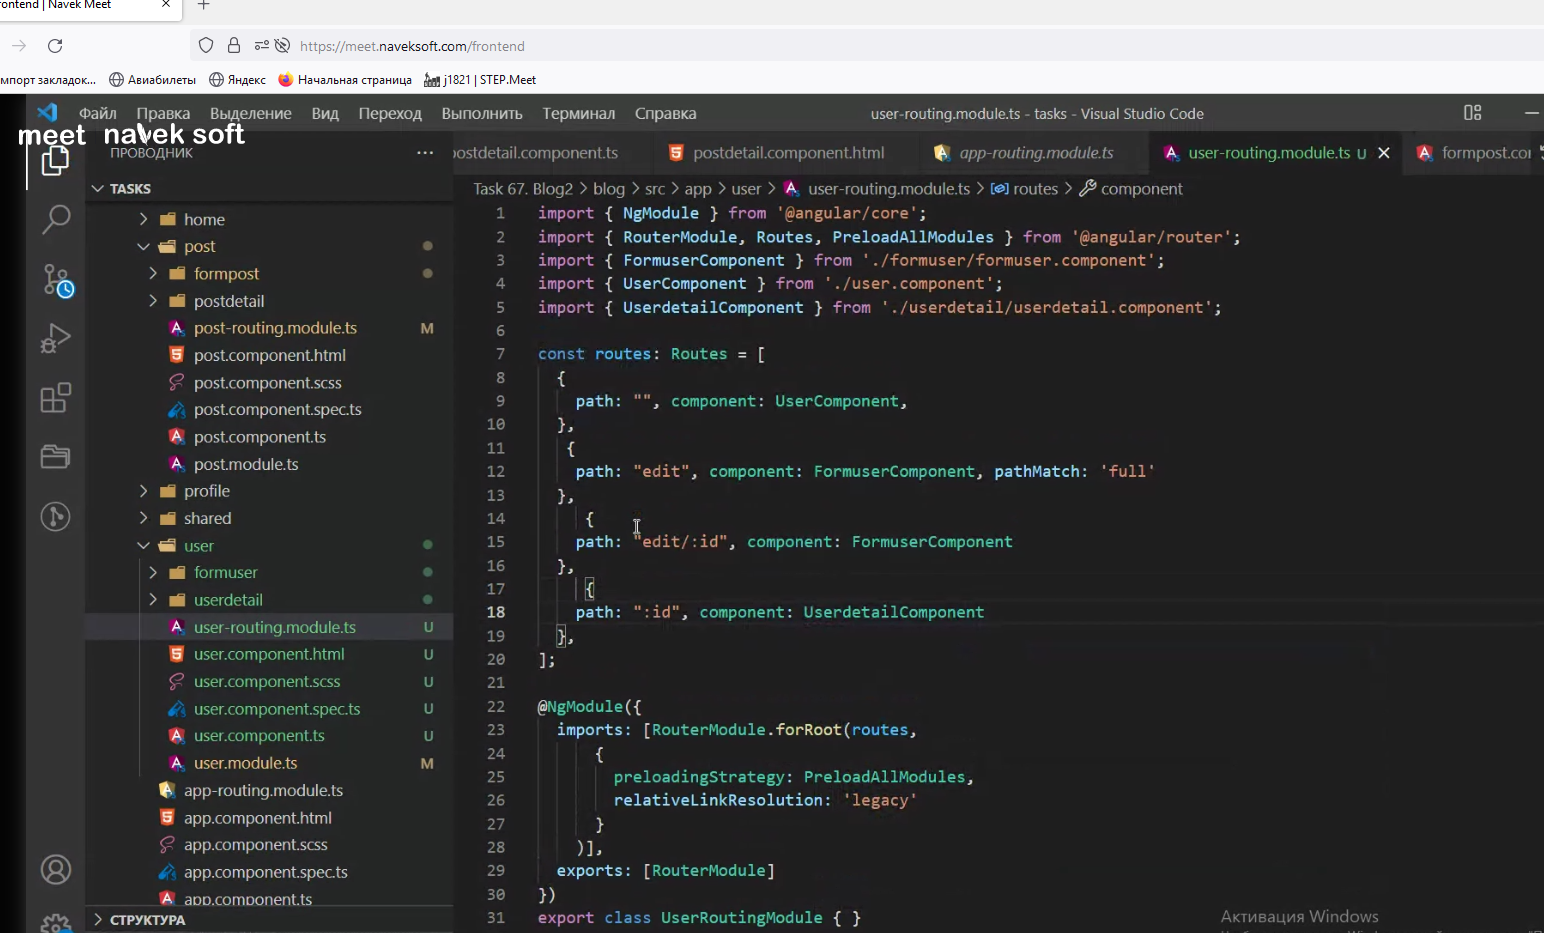 rontend | Navek Meet
https://meet.naveksoft.com/frontend
мпорт закладок... Авиабилеты Яндекс Начальная страница j1821 | STEP.Meet
Файл Правка Выделение Вид Переход Выполнить Терминал Справка user-routing.module.ts - tasks - Visual Studio Code
meet navek soft
ПРОВОДНИК
postdetail.component.ts postdetail.component.html app-routing.module.ts user-routing.module.ts U formpost.cor
TASKS
home
post
formpost
postdetail
post-routing.module.ts M
post.component.html
post.component.scss
post.component.spec.ts
post.component.ts
post.module.ts
profile
shared
user
formuser
userdetail
user-routing.module.ts U
user.component.html U
user.component.scss U
user.component.spec.ts U
user.component.ts U
user.module.ts M
app-routing.module.ts
app.component.html
app.component.scss
app.component.spec.ts
app.component.ts
СТРУКТУРА
Task 67. Blog2 > blog > src > app > user > user-routing.module.ts > routes > component
1 import { NgModule } from '@angular/core';
2 import { RouterModule, Routes, PreloadAllModules } from '@angular/router';
3 import { FormuserComponent } from './formuser/formuser.component';
4 import { UserComponent } from './user.component';
5 import { UserdetailComponent } from './userdetail/userdetail.component';
6
7 const routes: Routes = [
8 {
9 path: "", component: UserComponent,
10 },
11 {
12 path: "edit", component: FormuserComponent, pathMatch: 'full'
13 },
14 {
15 path: "edit/:id", component: FormuserComponent
16 },
17 {
18 path: ":id", component: UserdetailComponent
19 },
20 ];
21
22 @NgModule({
23 imports: [RouterModule.forRoot(routes,
24 {
25 preloadingStrategy: PreloadAllModules,
26 relativeLinkResolution: 'legacy'
27 }
28 )],
29 exports: [RouterModule]
30 })
31 export class UserRoutingModule { }
Активация Windows